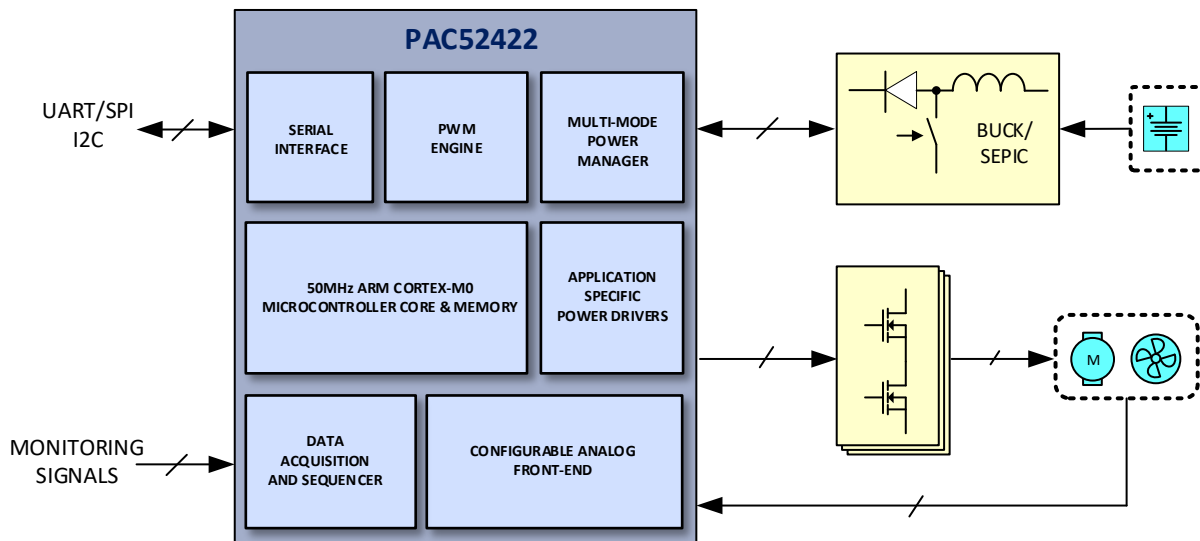 PAC52422
UART/SPI
I2C
SERIAL
INTERFACE
PWM
ENGINE
MULTI-MODE
POWER
MANAGER
BUCK/
SEPIC
+
50MHz ARM CORTEX-M0
MICROCONTROLLER CORE & MEMORY
APPLICATION
SPECIFIC
POWER DRIVERS
M
MONITORING
SIGNALS
DATA
ACQUISITION
AND SEQUENCER
CONFIGURABLE ANALOG
FRONT-END